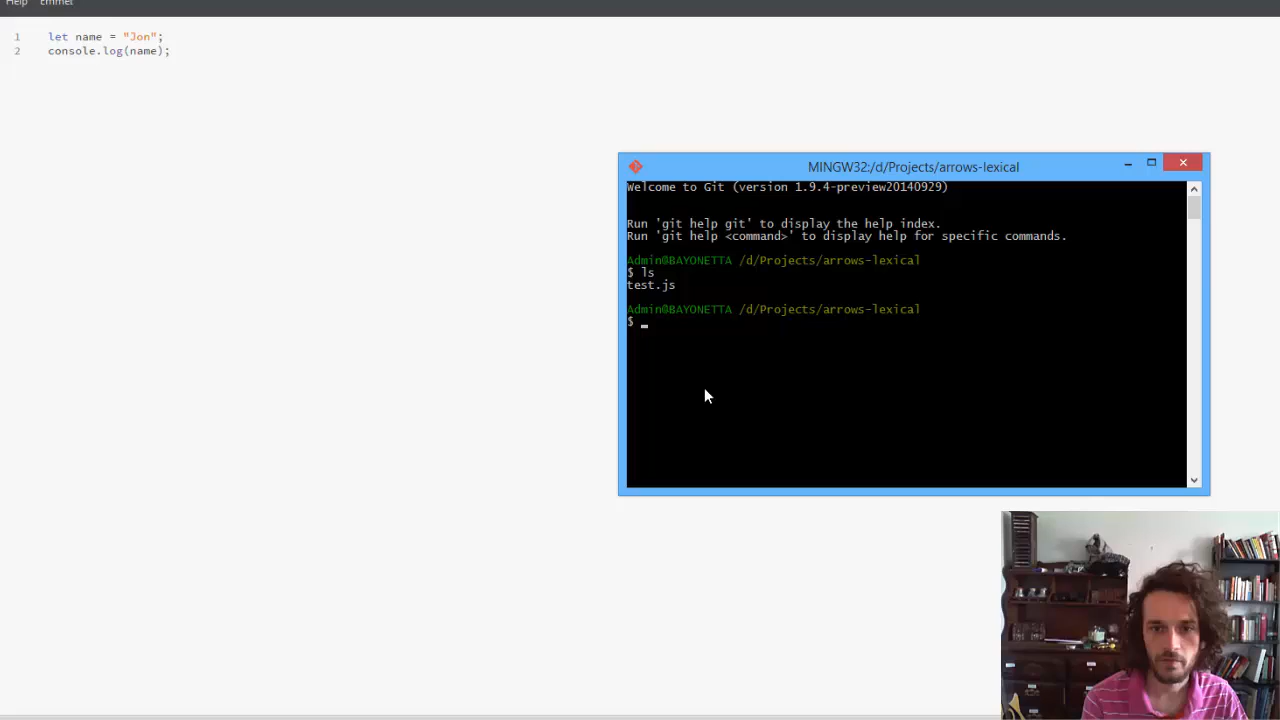 Help Emmet
1 let name = "Jon";
2 console.log(name);
MINGW32:/d/Projects/arrows-lexical
Welcome to Git (version 1.9.4-preview20140929)
Run 'git help git' to display the help index.
Run 'git help <command>' to display help for specific commands.
Admin@BAYONETTA /d/Projects/arrows-lexical
$ ls
test.js
Admin@BAYONETTA /d/Projects/arrows-lexical
$